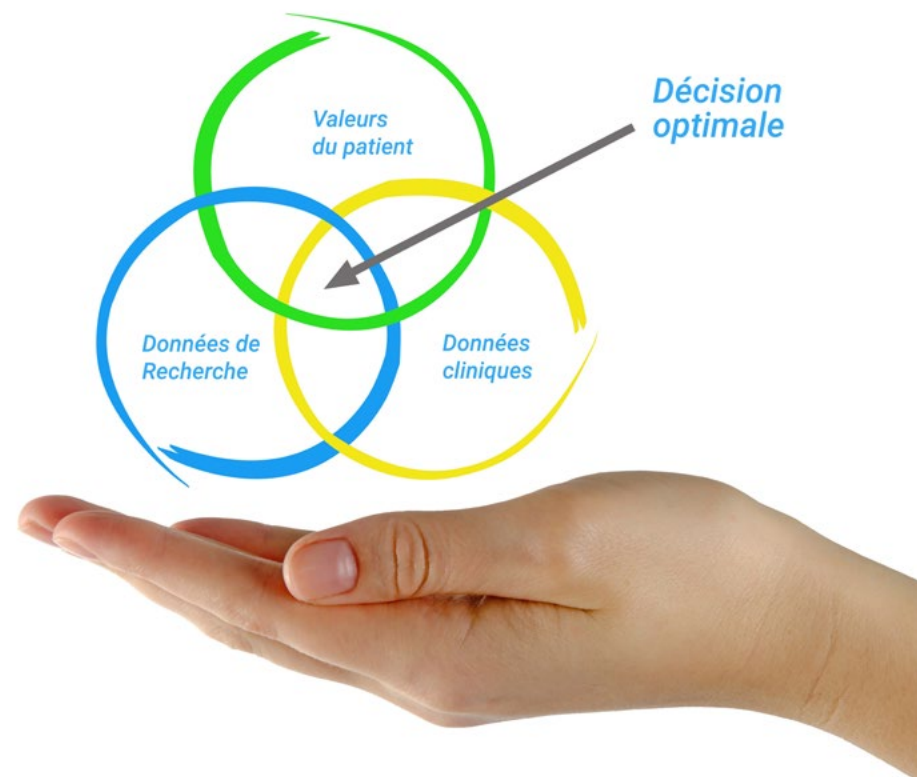 Décision
optimale
Valeurs
du patient
Données de
Recherche
Données
cliniques